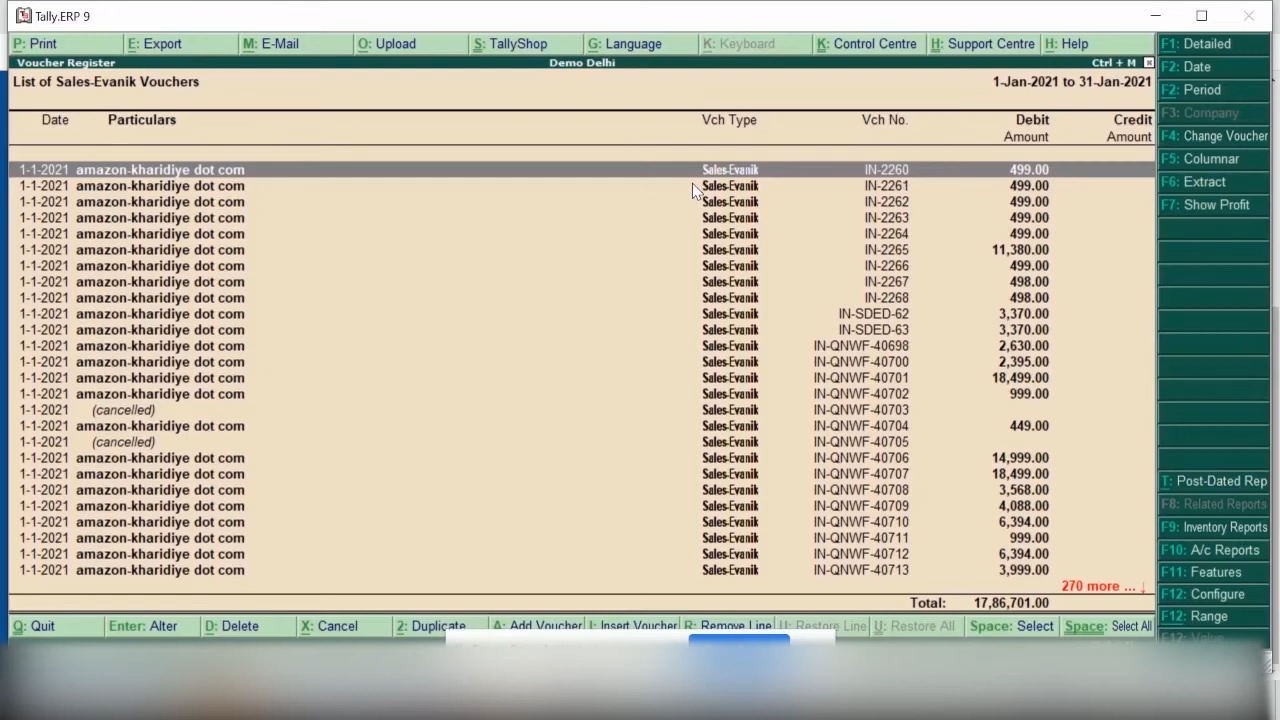 Tally.ERP 9
P: Print E: Export M: E-Mail O: Upload S: TallyShop G: Language K: Keyboard K: Control Centre H: Support Centre H: Help
Voucher Register Demo Delhi Ctrl + M
List of Sales-Evanik Vouchers 1-Jan-2021 to 31-Jan-2021
Date Particulars Vch Type Vch No. Debit Credit
Amount Amount
1-1-2021 amazon-kharidiye dot com Sales-Evanik IN-2260 499.00
1-1-2021 amazon-kharidiye dot com Sales-Evanik IN-2261 499.00
1-1-2021 amazon-kharidiye dot com Sales-Evanik IN-2262 499.00
1-1-2021 amazon-kharidiye dot com Sales-Evanik IN-2263 499.00
1-1-2021 amazon-kharidiye dot com Sales-Evanik IN-2264 499.00
1-1-2021 amazon-kharidiye dot com Sales-Evanik IN-2265 11,380.00
1-1-2021 amazon-kharidiye dot com Sales-Evanik IN-2266 499.00
1-1-2021 amazon-kharidiye dot com Sales-Evanik IN-2267 498.00
1-1-2021 amazon-kharidiye dot com Sales-Evanik IN-2268 498.00
1-1-2021 amazon-kharidiye dot com Sales-Evanik IN-SDED-62 3,370.00
1-1-2021 amazon-kharidiye dot com Sales-Evanik IN-SDED-63 3,370.00
1-1-2021 amazon-kharidiye dot com Sales-Evanik IN-QNWF-40698 2,630.00
1-1-2021 amazon-kharidiye dot com Sales-Evanik IN-QNWF-40700 2,395.00
1-1-2021 amazon-kharidiye dot com Sales-Evanik IN-QNWF-40701 18,499.00
1-1-2021 amazon-kharidiye dot com Sales-Evanik IN-QNWF-40702 999.00
1-1-2021 (cancelled) Sales-Evanik IN-QNWF-40703
1-1-2021 amazon-kharidiye dot com Sales-Evanik IN-QNWF-40704 449.00
1-1-2021 (cancelled) Sales-Evanik IN-QNWF-40705
1-1-2021 amazon-kharidiye dot com Sales-Evanik IN-QNWF-40706 14,999.00
1-1-2021 amazon-kharidiye dot com Sales-Evanik IN-QNWF-40707 18,499.00
1-1-2021 amazon-kharidiye dot com Sales-Evanik IN-QNWF-40708 3,568.00
1-1-2021 amazon-kharidiye dot com Sales-Evanik IN-QNWF-40709 4,088.00
1-1-2021 amazon-kharidiye dot com Sales-Evanik IN-QNWF-40710 6,394.00
1-1-2021 amazon-kharidiye dot com Sales-Evanik IN-QNWF-40711 999.00
1-1-2021 amazon-kharidiye dot com Sales-Evanik IN-QNWF-40712 6,394.00
1-1-2021 amazon-kharidiye dot com Sales-Evanik IN-QNWF-40713 3,999.00
270 more ... ↓
Total: 17,86,701.00
Q: Quit Enter: Alter D: Delete X: Cancel 2: Duplicate A: Add Voucher I: Insert Voucher R: Remove Line U: Restore Line U: Restore All Space: Select Space: Select All
F1: Detailed
F2: Date
F2: Period
F3: Company
F4: Change Voucher
F5: Columnar
F6: Extract
F7: Show Profit
T: Post-Dated Rep
F8: Related Reports
F9: Inventory Reports
F10: A/c Reports
F11: Features
F12: Configure
F12: Range
F12: Value